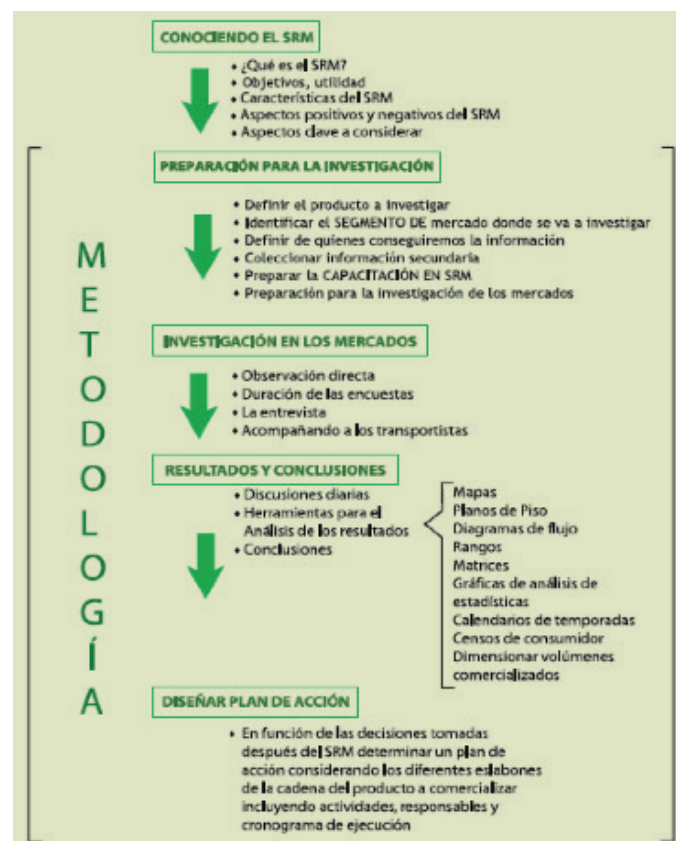 CONOCIENDO EL SRM
• ¿Qué es el SRM?
• Objetivos, utilidad
• Características del SRM
• Aspectos positivos y negativos del SRM
• Aspectos clave a considerar
PREPARACIÓN PARA LA INVESTIGACIÓN
• Definir el producto a investigar
• Identificar el SEGMENTO DE mercado donde se va a investigar
• Definir de quienes conseguiremos la información
• Coleccionar información secundaria
• Preparar la CAPACITACIÓN EN SRM
• Preparación para la investigación de los mercados
METODOLOGÍA
INVESTIGACIÓN EN LOS MERCADOS
• Observación directa
• Duración de las encuestas
• La entrevista
• Acompañando a los transportistas
RESULTADOS Y CONCLUSIONES
• Discusiones diarias
• Herramientas para el
Análisis de los resultados
• Conclusiones
Mapas
Planos de Piso
Diagramas de flujo
Rangos
Matrices
Gráficas de análisis de
estadísticas
Calendarios de temporadas
Censos de consumidor
Dimensionar volúmenes
comercializados
DISEÑAR PLAN DE ACCIÓN
• En función de las decisiones tomadas
después del SRM determinar un plan de
acción considerando los diferentes eslabones
de la cadena del producto a comercializar
incluyendo actividades, responsables y
cronograma de ejecución